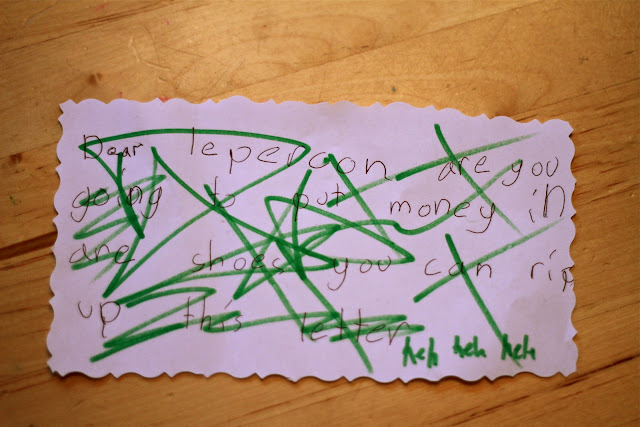 Dear lepercon are you
going to put money in
are shoes you can rip
up this letter
heh heh heh